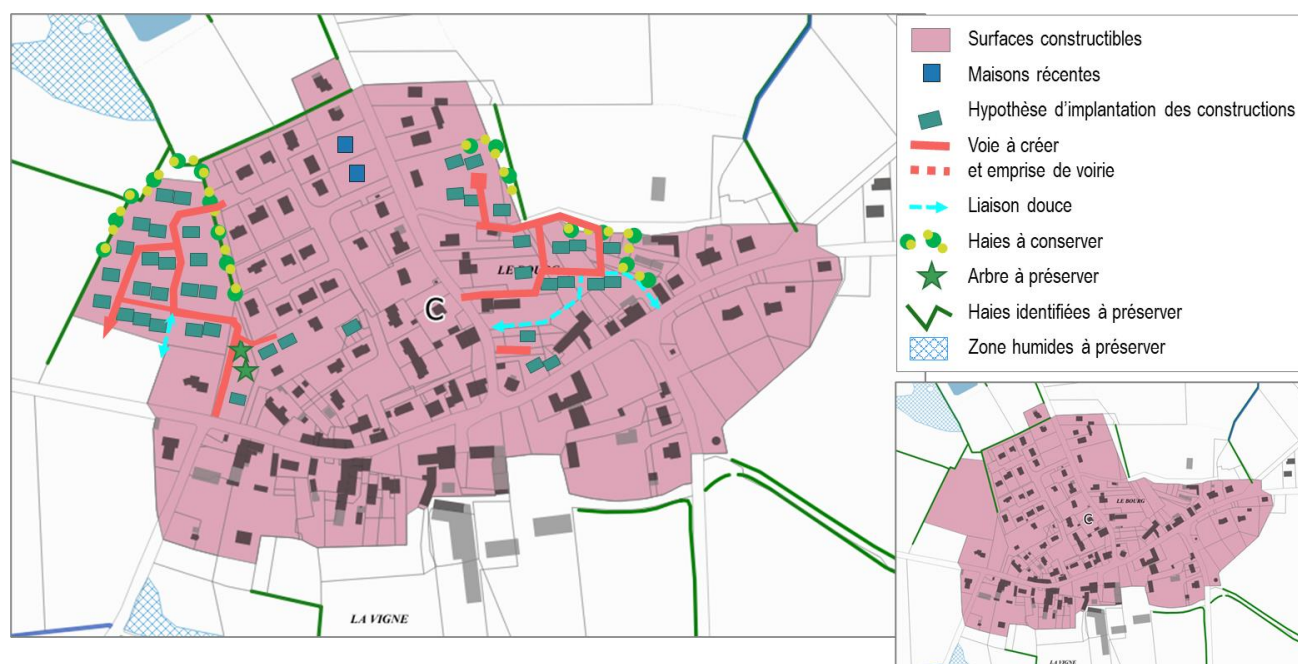 LE BOURG
C
LA VIGNE
Surfaces constructibles
Maisons récentes
Hypothèse d'implantation des constructions
Voie à créer
et emprise de voirie
Liaison douce
Haies à conserver
Arbre à préserver
Haies identifiées à préserver
Zone humides à préserver
LE BOURG
C
LA VIGNE